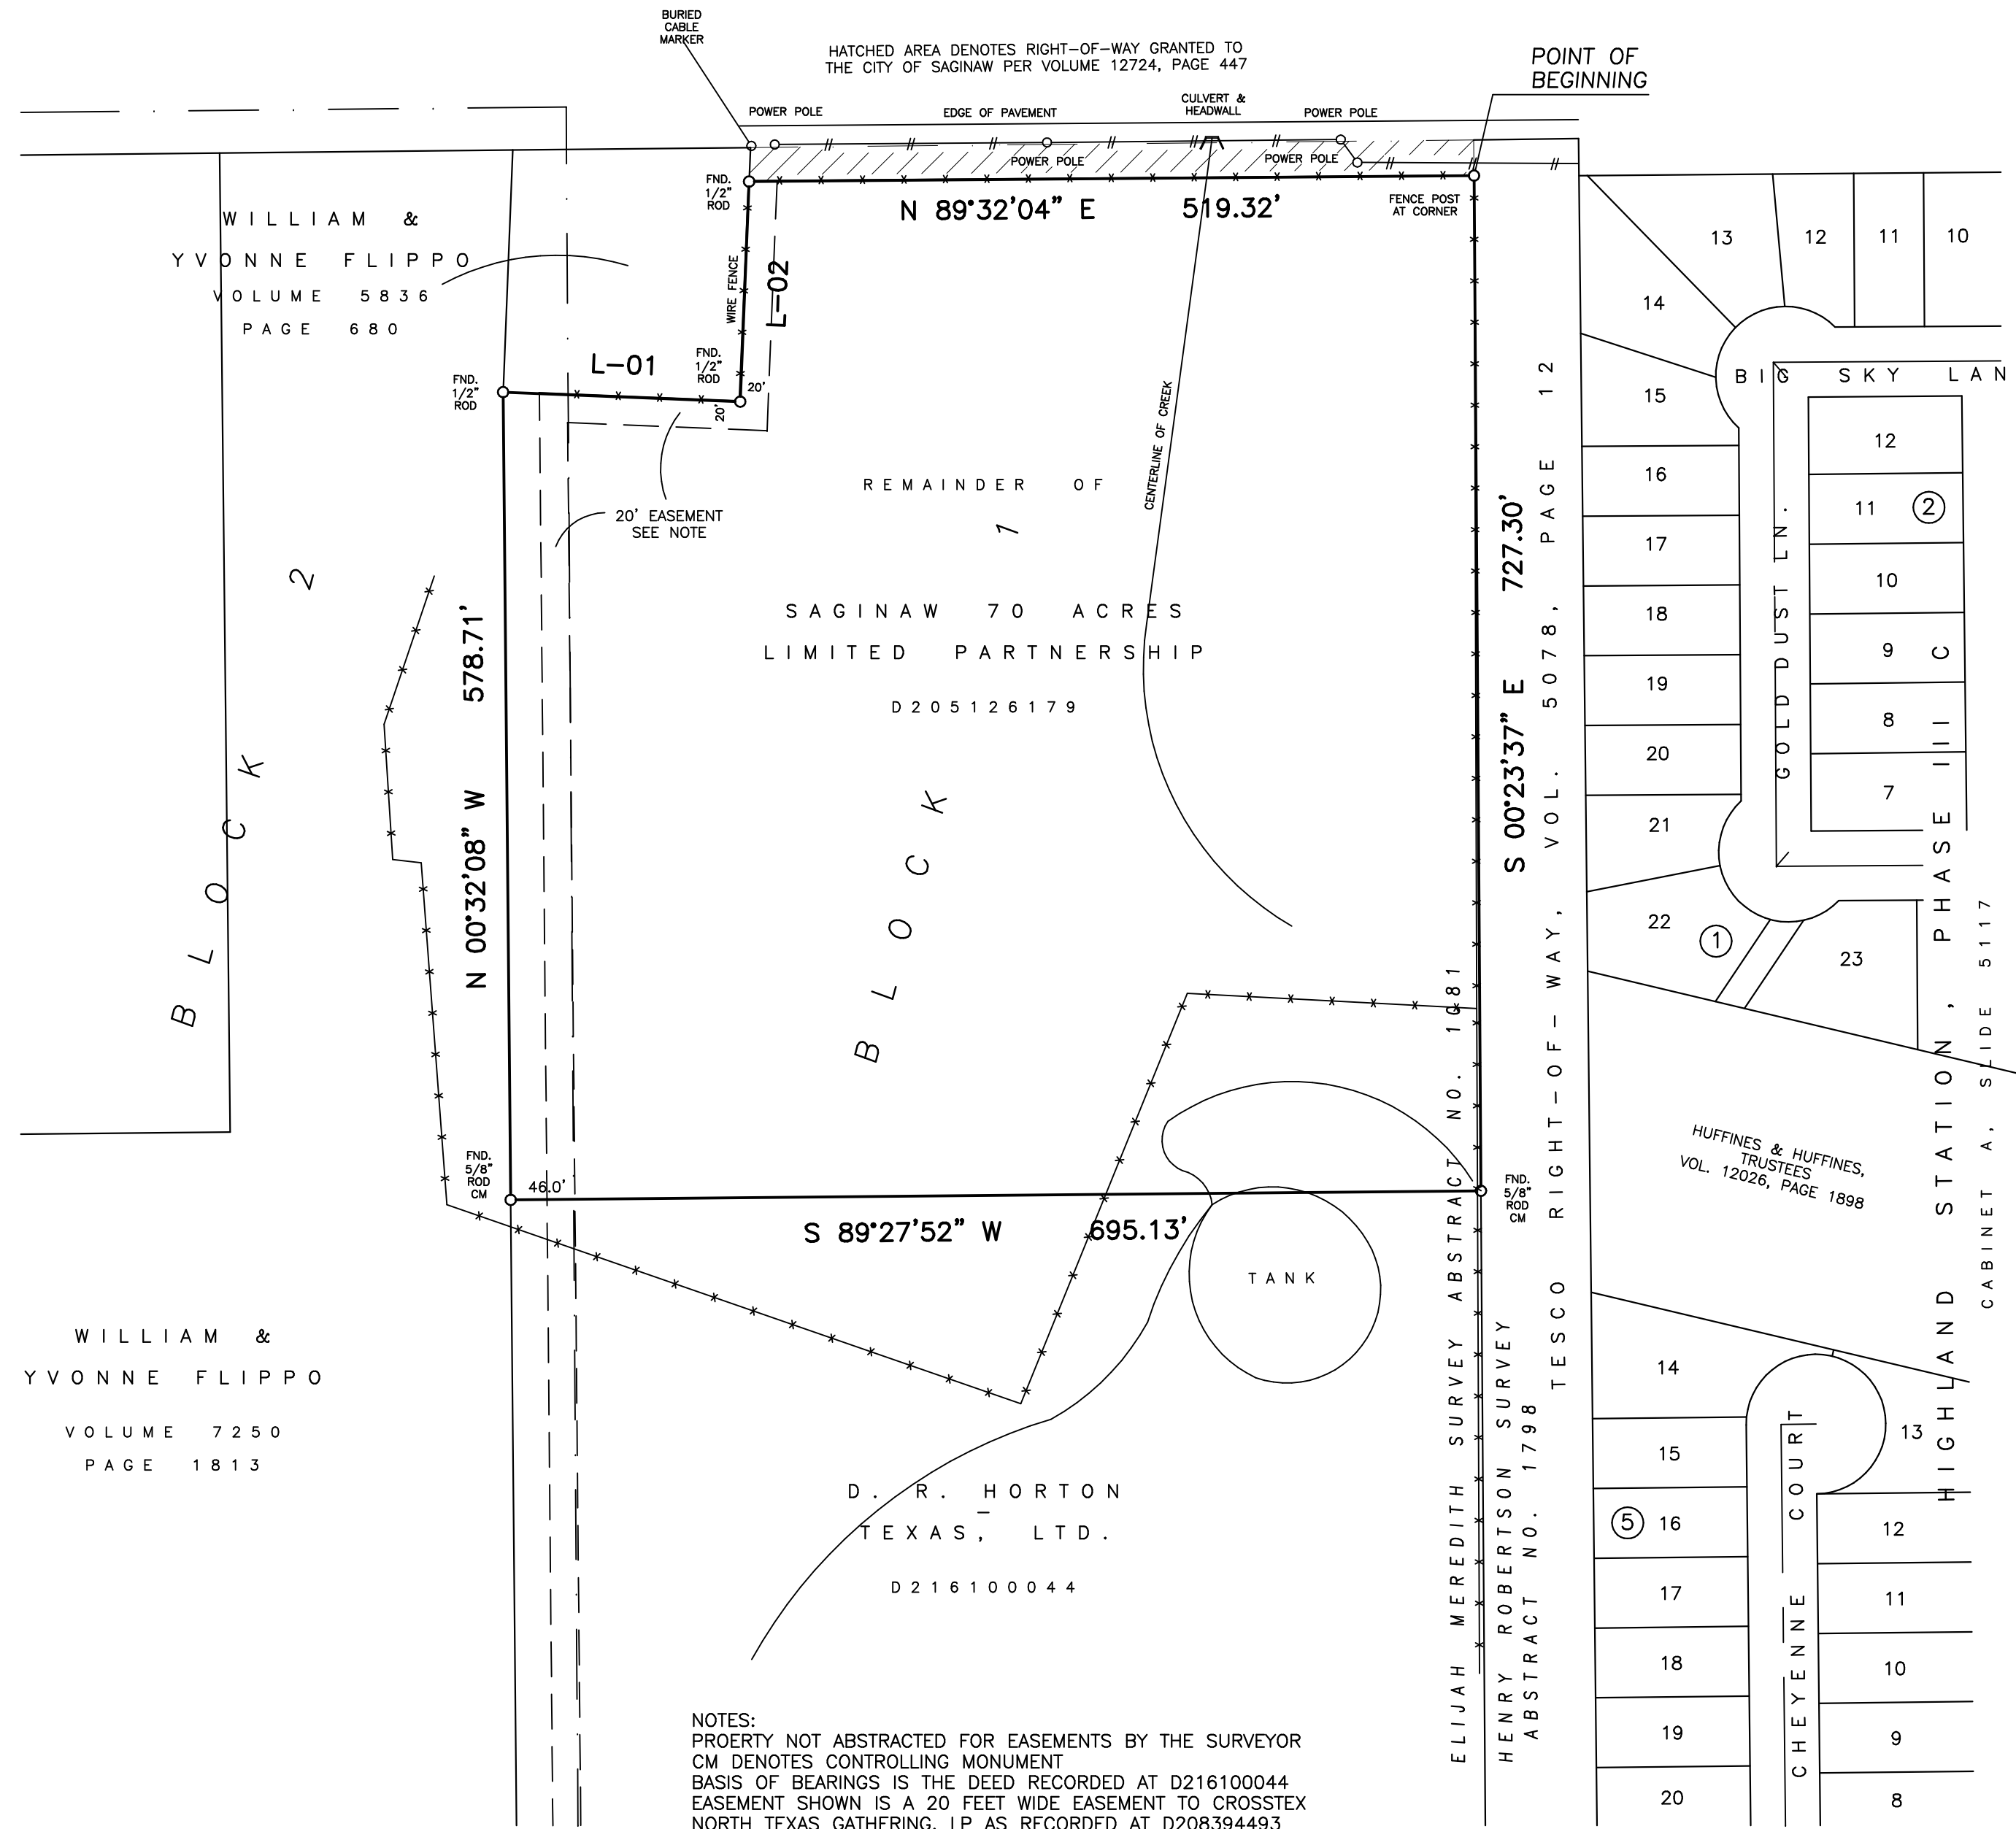 BURIED
CABLE
MARKER
HATCHED AREA DENOTES RIGHT-OF-WAY GRANTED TO
THE CITY OF SAGINAW PER VOLUME 12724, PAGE 447
POINT OF
BEGINNING
POWER POLE
EDGE OF PAVEMENT
CULVERT &
HEADWALL
POWER POLE
POWER POLE
POWER POLE
FND.
1/2"
ROD
N 89°32'04" E 519.32'
FENCE POST
AT CORNER
WILLIAM &
YVONNE FLIPPO
VOLUME 5836
PAGE 680
WIRE FENCE
L-02
L-01
FND.
1/2"
ROD
FND.
1/2"
ROD
20'
20'
20' EASEMENT
SEE NOTE
CENTERLINE OF CREEK
REMAINDER OF
1
SAGINAW 70 ACRES
LIMITED PARTNERSHIP
D205126179
BLOCK
BLOCK 2
N 00°32'08" W 578.71'
S 00°23'37" E 727.30'
TESCO RIGHT-OF-WAY, VOL. 5078, PAGE 12
13
12
11
10
14
15
16
17
18
19
20
21
22
23
BIG SKY LAN
GOLD DUST LN.
12
11
2
10
9
8
7
1
HIGHLAND STATION, PHASE III C
CABINET A, SLIDE 5117
HUFFINES & HUFFINES,
TRUSTEES
VOL. 12026, PAGE 1898
FND.
5/8"
ROD
CM
46.0'
S 89°27'52" W 695.13'
FND.
5/8"
ROD
CM
TANK
ELIJAH MEREDITH SURVEY ABSTRACT NO. 1081
HENRY ROBERTSON SURVEY
ABSTRACT NO. 1798
WILLIAM &
YVONNE FLIPPO
VOLUME 7250
PAGE 1813
D. R. HORTON
-
TEXAS, LTD.
D216100044
14
15
5
16
17
18
19
20
CHEYENNE COURT
13
12
11
10
9
8
NOTES:
PROERTY NOT ABSTRACTED FOR EASEMENTS BY THE SURVEYOR
CM DENOTES CONTROLLING MONUMENT
BASIS OF BEARINGS IS THE DEED RECORDED AT D216100044
EASEMENT SHOWN IS A 20 FEET WIDE EASEMENT TO CROSSTEX
NORTH TEXAS GATHERING, LP AS RECORDED AT D208394493